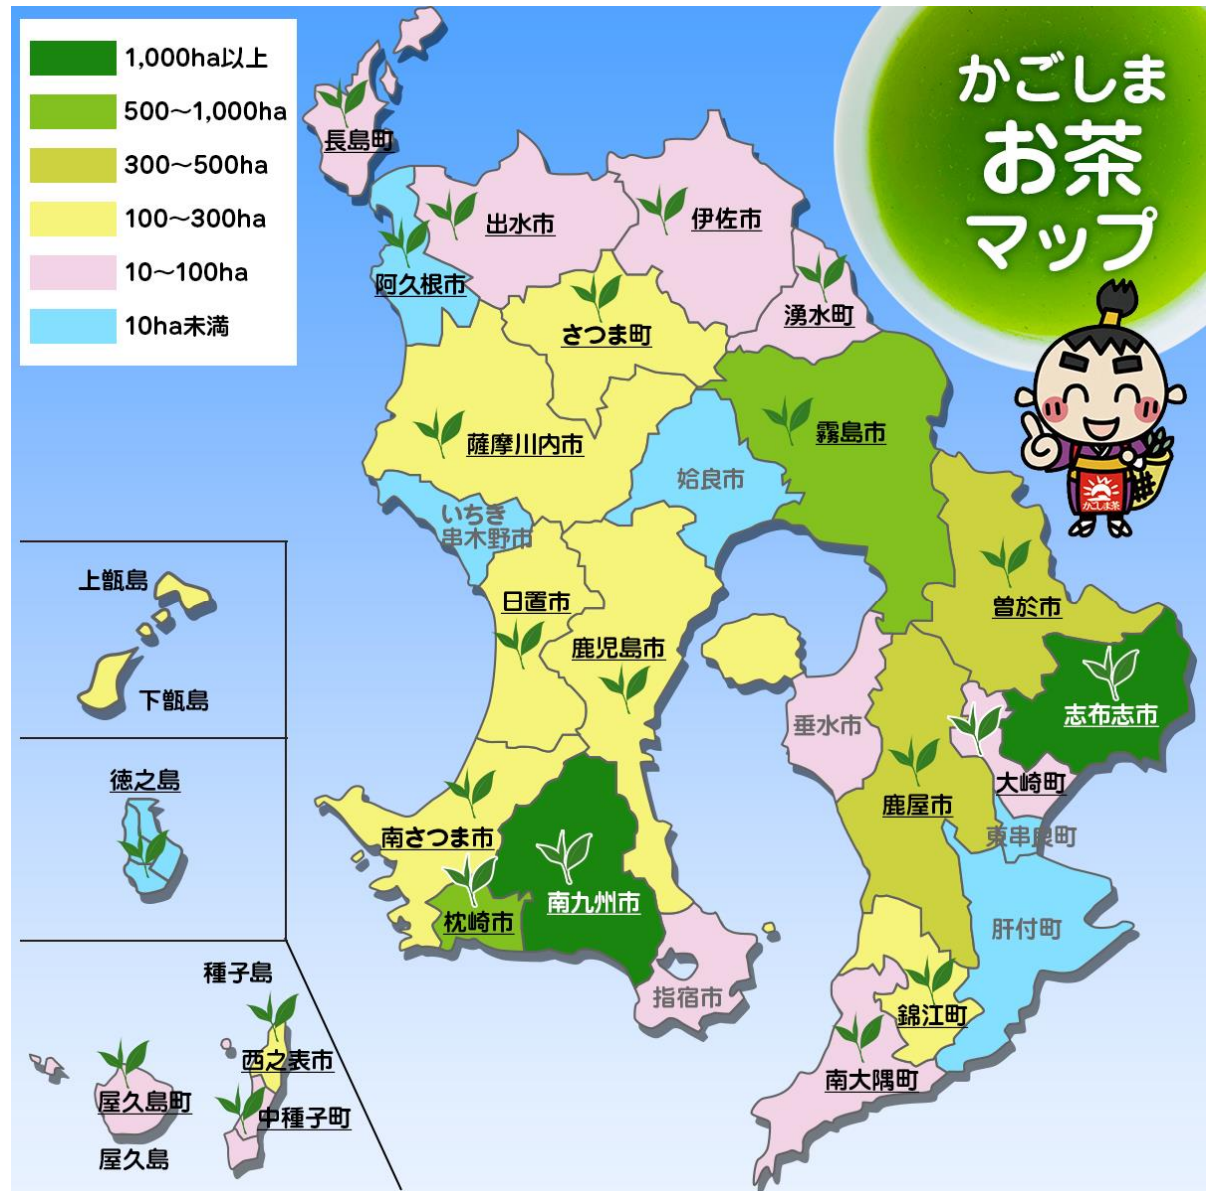 1,000ha以上
500～1,000ha
300～500ha
100～300ha
10～100ha
10ha未満
かごしま
お茶
マップ
かごしま茶
長島町
出水市
伊佐市
阿久根市
湧水町
さつま町
薩摩川内市
霧島市
姶良市
いちき
串木野市
日置市
鹿児島市
曽於市
志布志市
垂水市
大崎町
鹿屋市
東串良町
南さつま市
枕崎市
南九州市
肝付町
指宿市
錦江町
南大隅町
上甑島
下甑島
徳之島
種子島
西之表市
中種子町
屋久島町
屋久島